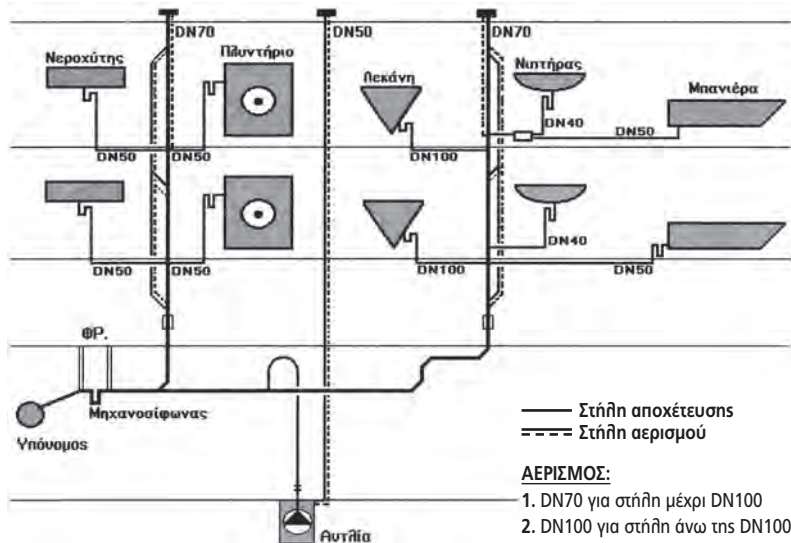 DN70
DN50
DN70
Νεροχύτης
Πλυντήριο
Λεκάνη
Νιπτήρας
Μπανιέρα
DN40
DN50
DN50
DN50
DN100
DN40
DN50
DN50
DN100
DN50
ΦΡ.
Μηχανοσίφωνας
Υπόνομος
Αντλία
Στήλη αποχέτευσης
Στήλη αερισμού
ΑΕΡΙΣΜΟΣ:
1. DN70 για στήλη μέχρι DN100
2. DN100 για στήλη άνω της DN100